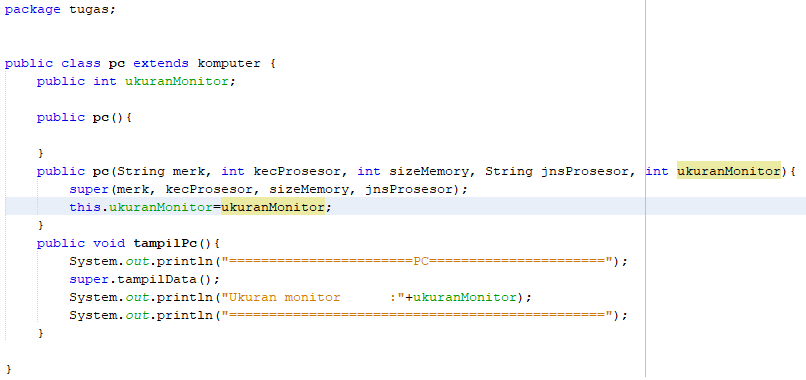 package tugas;
public class pc extends komputer {
    public int ukuranMonitor;
    public pc(){
    }
    public pc(String merk, int kecProsesor, int sizeMemory, String jnsProsesor, int ukuranMonitor){
        super(merk, kecProsesor, sizeMemory, jnsProsesor);
        this.ukuranMonitor=ukuranMonitor;
    }
    public void tampilPc(){
        System.out.println("=======================PC======================");
        super.tampilData();
        System.out.println("Ukuran monitor      :"+ukuranMonitor);
        System.out.println("===============================================");
    }
}